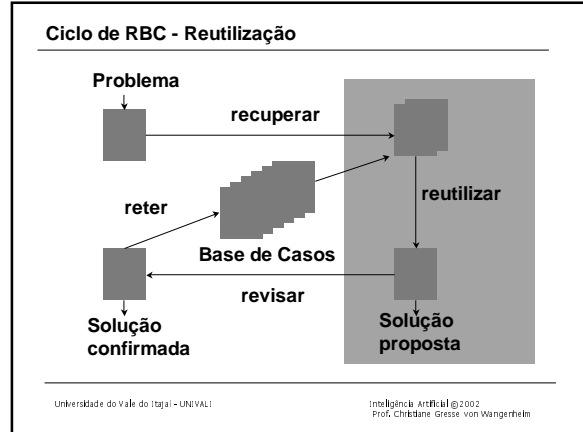 Ciclo de RBC - Reutilização
Problema
recuperar
reter
reutilizar
Base de Casos
revisar
Solução
confirmada
Solução
proposta
Universidade do Vale do Itajaí - UNIVALI
Inteligência Artificial @2002
Prof. Christiane Gresse von Wangenheim